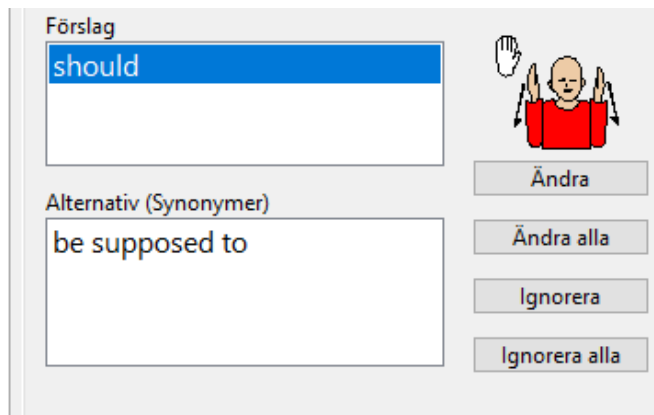 Förslag
should
Ändra
Alternativ (Synonymer)
be supposed to
Ändra alla
Ignorera
Ignorera alla